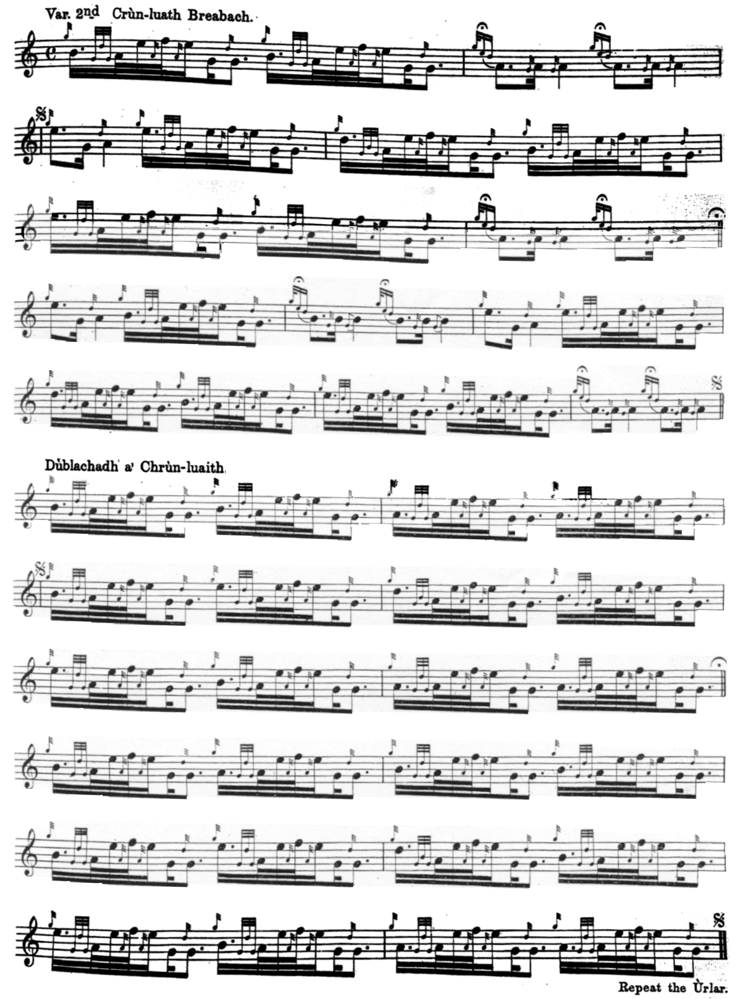 Var. 2nd Crùn-luath Breabach.
Dùblachadh a' Chrùn-luaith
Repeat the Ùrlar.